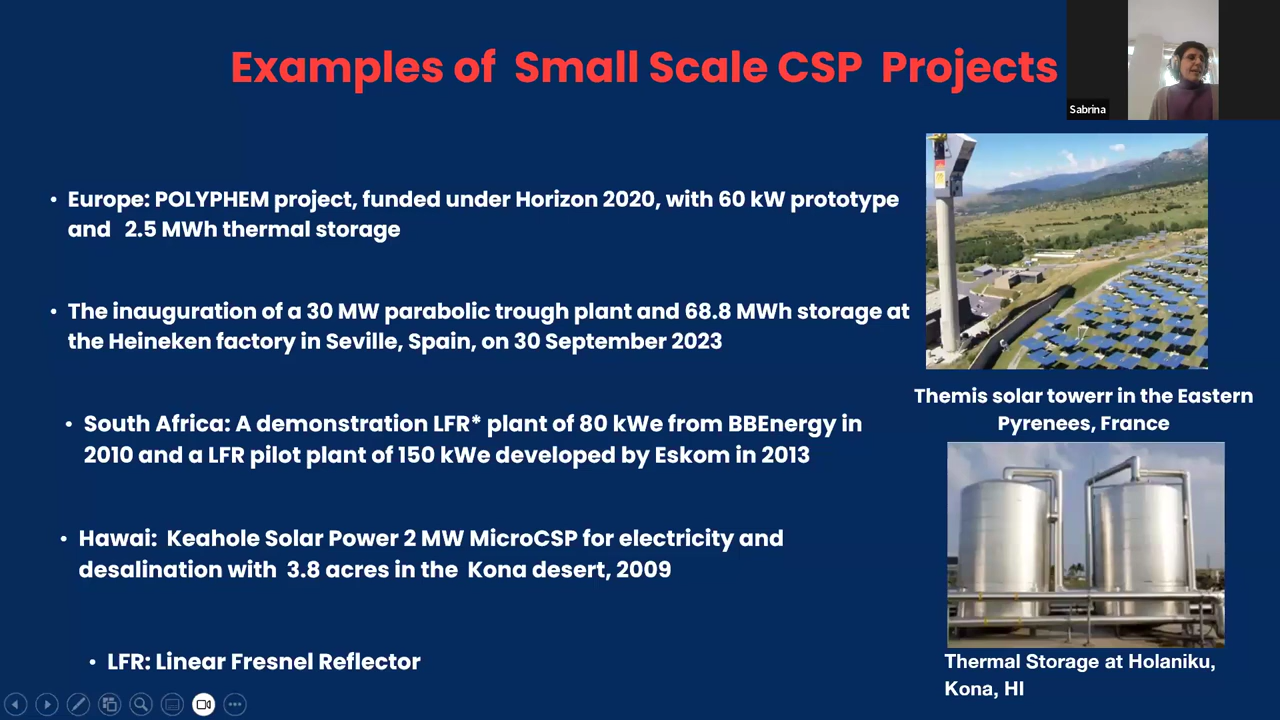 Examples of Small Scale CSP Projects
Sabrina
• Europe: POLYPHEM project, funded under Horizon 2020, with 60 kW prototype
and 2.5 MWh thermal storage
• The inauguration of a 30 MW parabolic trough plant and 68.8 MWh storage at
the Heineken factory in Seville, Spain, on 30 September 2023
• South Africa: A demonstration LFR* plant of 80 kWe from BBEnergy in
2010 and a LFR pilot plant of 150 kWe developed by Eskom in 2013
• Hawai: Keahole Solar Power 2 MW MicroCSP for electricity and
desalination with 3.8 acres in the Kona desert, 2009
• LFR: Linear Fresnel Reflector
Themis solar towerr in the Eastern
Pyrenees, France
Thermal Storage at Holaniku,
Kona, HI